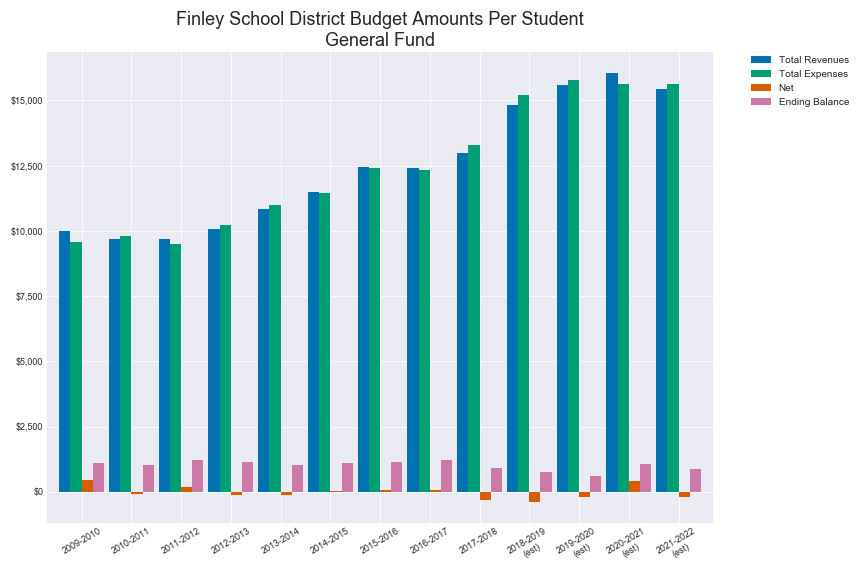 Finley School District Budget Amounts Per Student
General Fund
Total Revenues
Total Expenses
Net
Ending Balance
$15,000
$12,500
$10,000
$7,500
$5,000
$2,500
$0
2009-2010
2010-2011
2011-2012
2012-2013
2013-2014
2014-2015
2015-2016
2016-2017
2017-2018
2018-2019
(est)
2019-2020
(est)
2020-2021
(est)
2021-2022
(est)